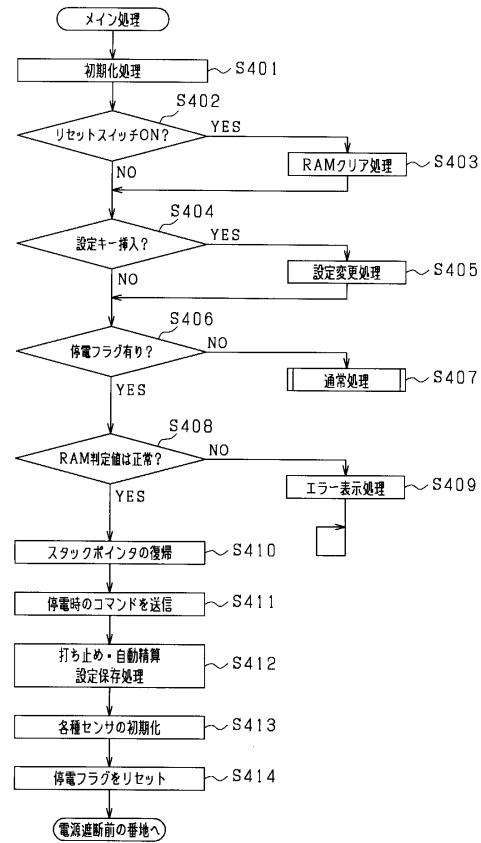 メイン処理
初期化処理
S401
S402
リセットスイッチON?
YES
RAMクリア処理
S403
NO
S404
設定キー挿入?
YES
設定変更処理
S405
NO
S406
停電フラグ有り?
NO
通常処理
S407
YES
S408
RAM判定値は正常?
NO
エラー表示処理
S409
YES
スタックポインタの復帰
S410
停電時のコマンドを送信
S411
打ち止め・自動精算
設定保存処理
S412
各種センサの初期化
S413
停電フラグをリセット
S414
電源遮断前の番地へ